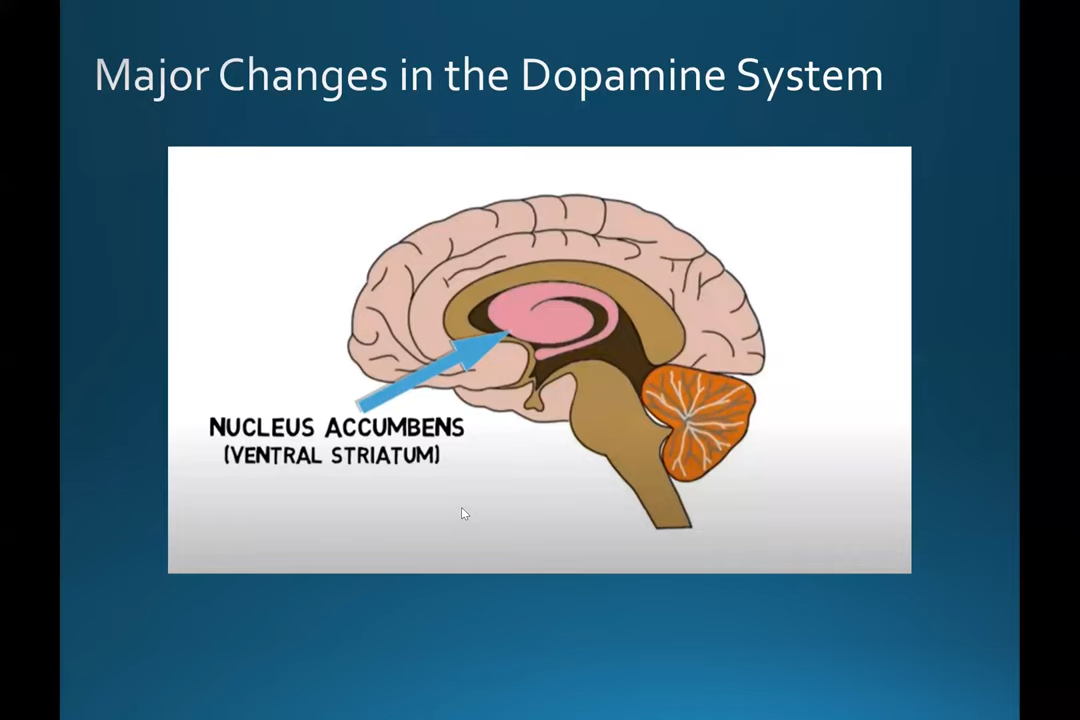 Major Changes in the Dopamine System
NUCLEUS ACCUMBENS
(VENTRAL STRIATUM)